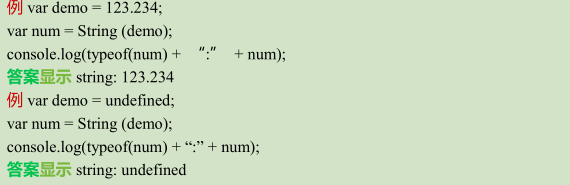 例 var demo = 123.234;
var num = String (demo);
console.log(typeof(num) + “:” + num);
答案显示 string: 123.234
例 var demo = undefined;
var num = String (demo);
console.log(typeof(num) + “:” + num);
答案显示 string: undefined